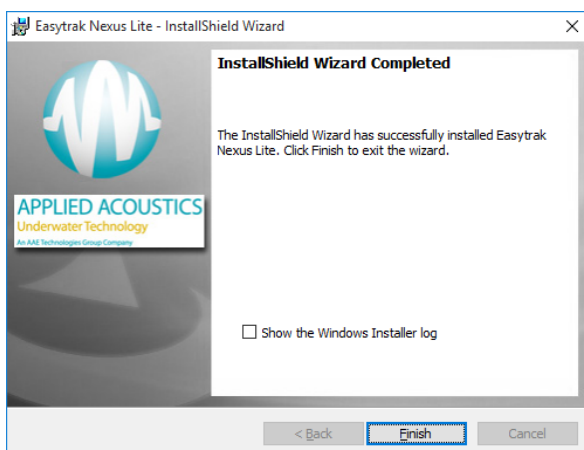 Easytrak Nexus Lite - InstallShield Wizard
InstallShield Wizard Completed
The InstallShield Wizard has successfully installed Easytrak
Nexus Lite. Click Finish to exit the wizard.
APPLIED ACOUSTICS
Underwater Technology
An AAE Technologies Group Company
Show the Windows Installer log
< Back
Finish
Cancel